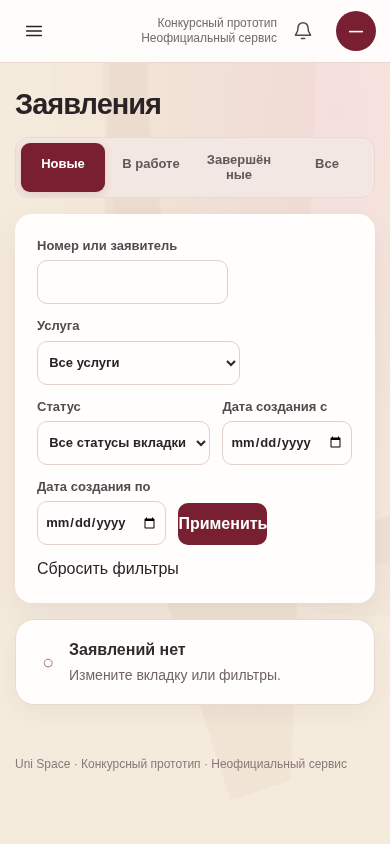 Конкурсный прототип
Неофициальный сервис
—
Заявления
Новые
В работе
Завершён
ные
Все
Номер или заявитель
Услуга
Все услуги
Статус
Дата создания с
Все статусы вкладки
mm/dd/yyyy
Дата создания по
mm/dd/yyyy
Применить
Сбросить фильтры
Заявлений нет
Измените вкладку или фильтры.
Uni Space · Конкурсный прототип · Неофициальный сервис